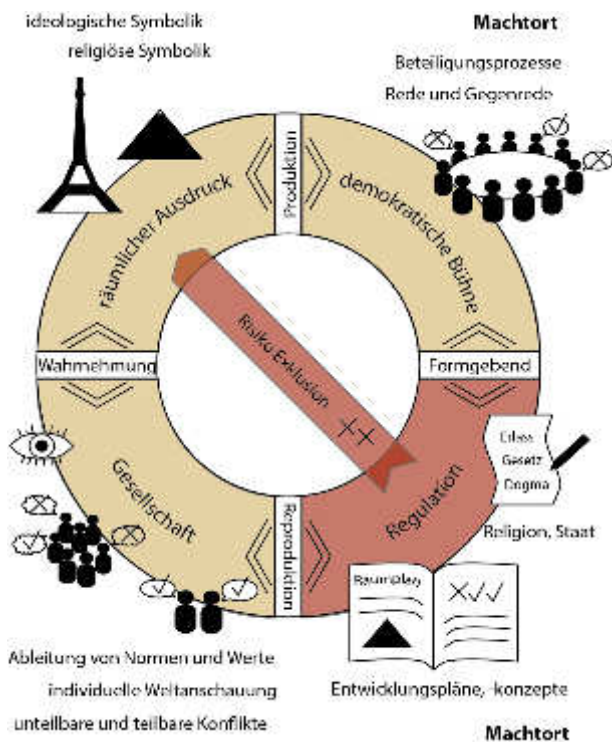 ideologische Symbolik
religiöse Symbolik
Machtort
Beteiligungsprozesse
Rede und Gegenrede
räumlicher Ausdruck
Produktion
demokratische Bühne
Risiko Exklusion
Wahrnehmung
Formgebend
Gesellschaft
Reproduktion
Regulation
Erlass
Gesetz
Dogma
Religion, Staat
Raumplan
Ableitung von Normen und Werte
individuelle Weltanschauung
unteilbare und teilbare Konflikte
Entwicklungspläne, -konzepte
Machtort